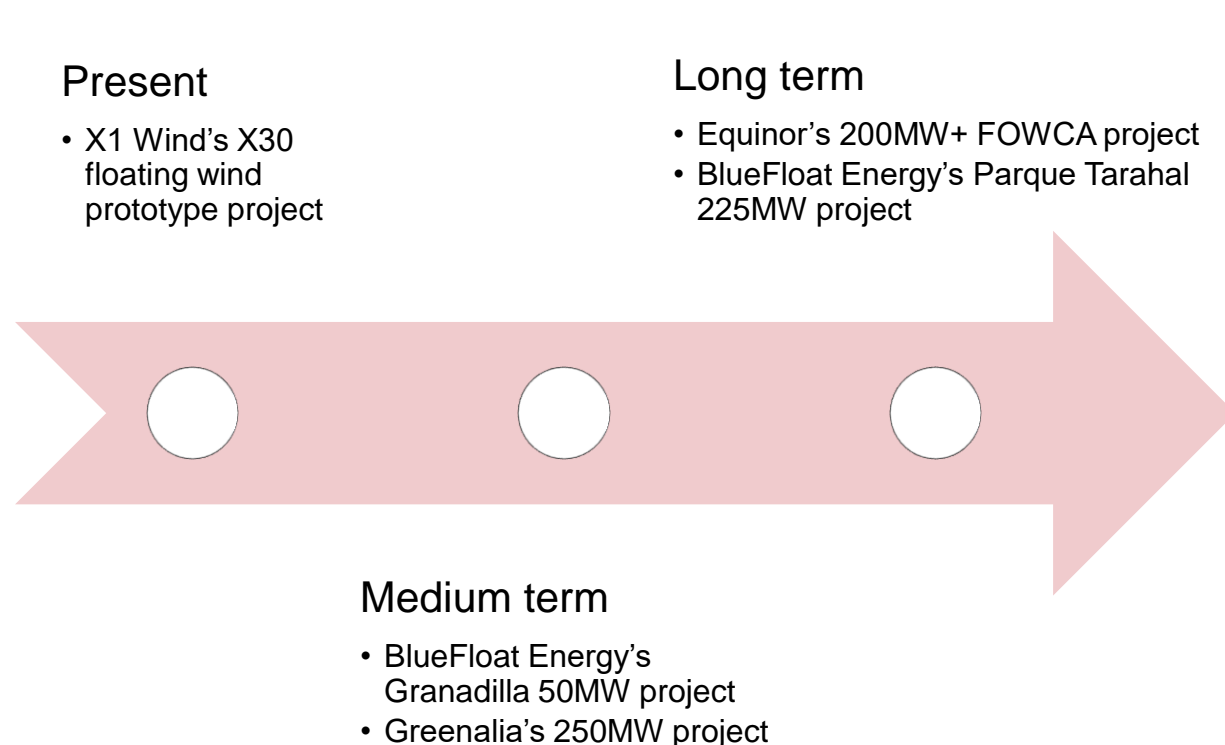 Present
• X1 Wind’s X30
floating wind
prototype project
Long term
• Equinor’s 200MW+ FOWCA project
• BlueFloat Energy’s Parque Tarahal
225MW project
Medium term
• BlueFloat Energy’s
Granadilla 50MW project
• Greenalia’s 250MW project